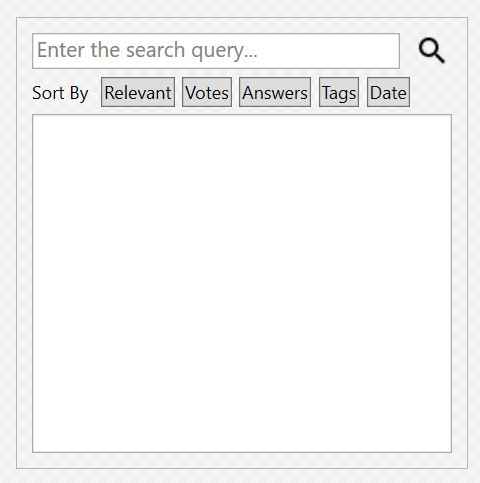 Enter the search query...
Sort By Relevant Votes Answers Tags Date